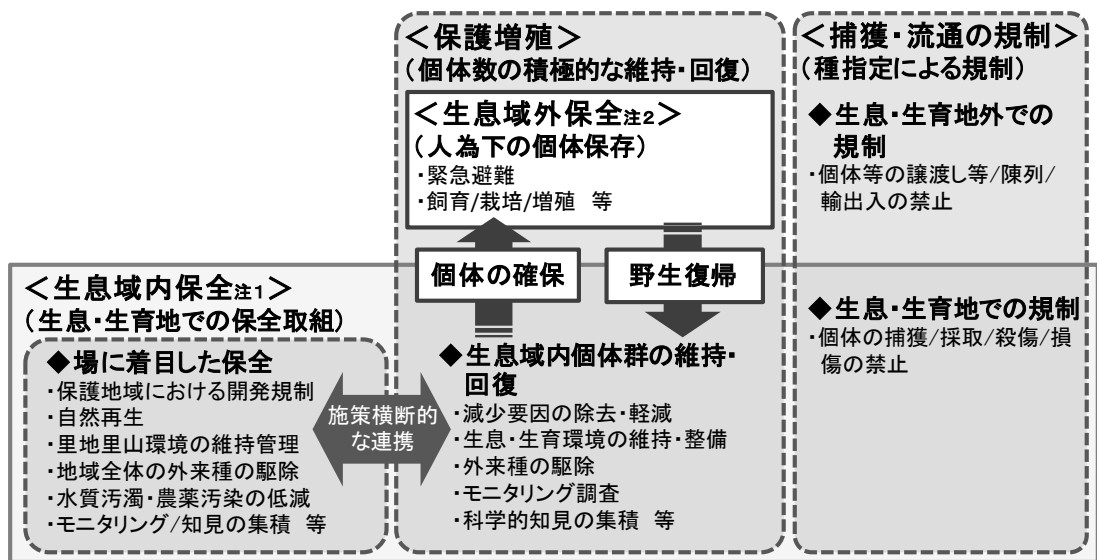 ＜保護増殖＞
（個体数の積極的な維持・回復）
＜生息域外保全注２＞
（人為下の個体保存）
・緊急避難
・飼育/栽培/増殖　等
個体の確保
野生復帰
＜捕獲・流通の規制＞
（種指定による規制）
◆生息・生育地外での
規制
・個体等の譲渡し等/陳列/
輸出入の禁止
＜生息域内保全注１＞
（生息・生育地での保全取組）
◆場に着目した保全
・保護地域における開発規制
・自然再生
・里地里山環境の維持管理
・地域全体の外来種の駆除
・水質汚濁・農薬汚染の低減
・モニタリング/知見の集積　等
施策横断的
な連携
◆生息域内個体群の維持・
回復
・減少要因の除去・軽減
・生息・生育環境の維持・整備
・外来種の駆除
・モニタリング調査
・科学的知見の集積　等
◆生息・生育地での規制
・個体の捕獲/採取/殺傷/損
傷の禁止